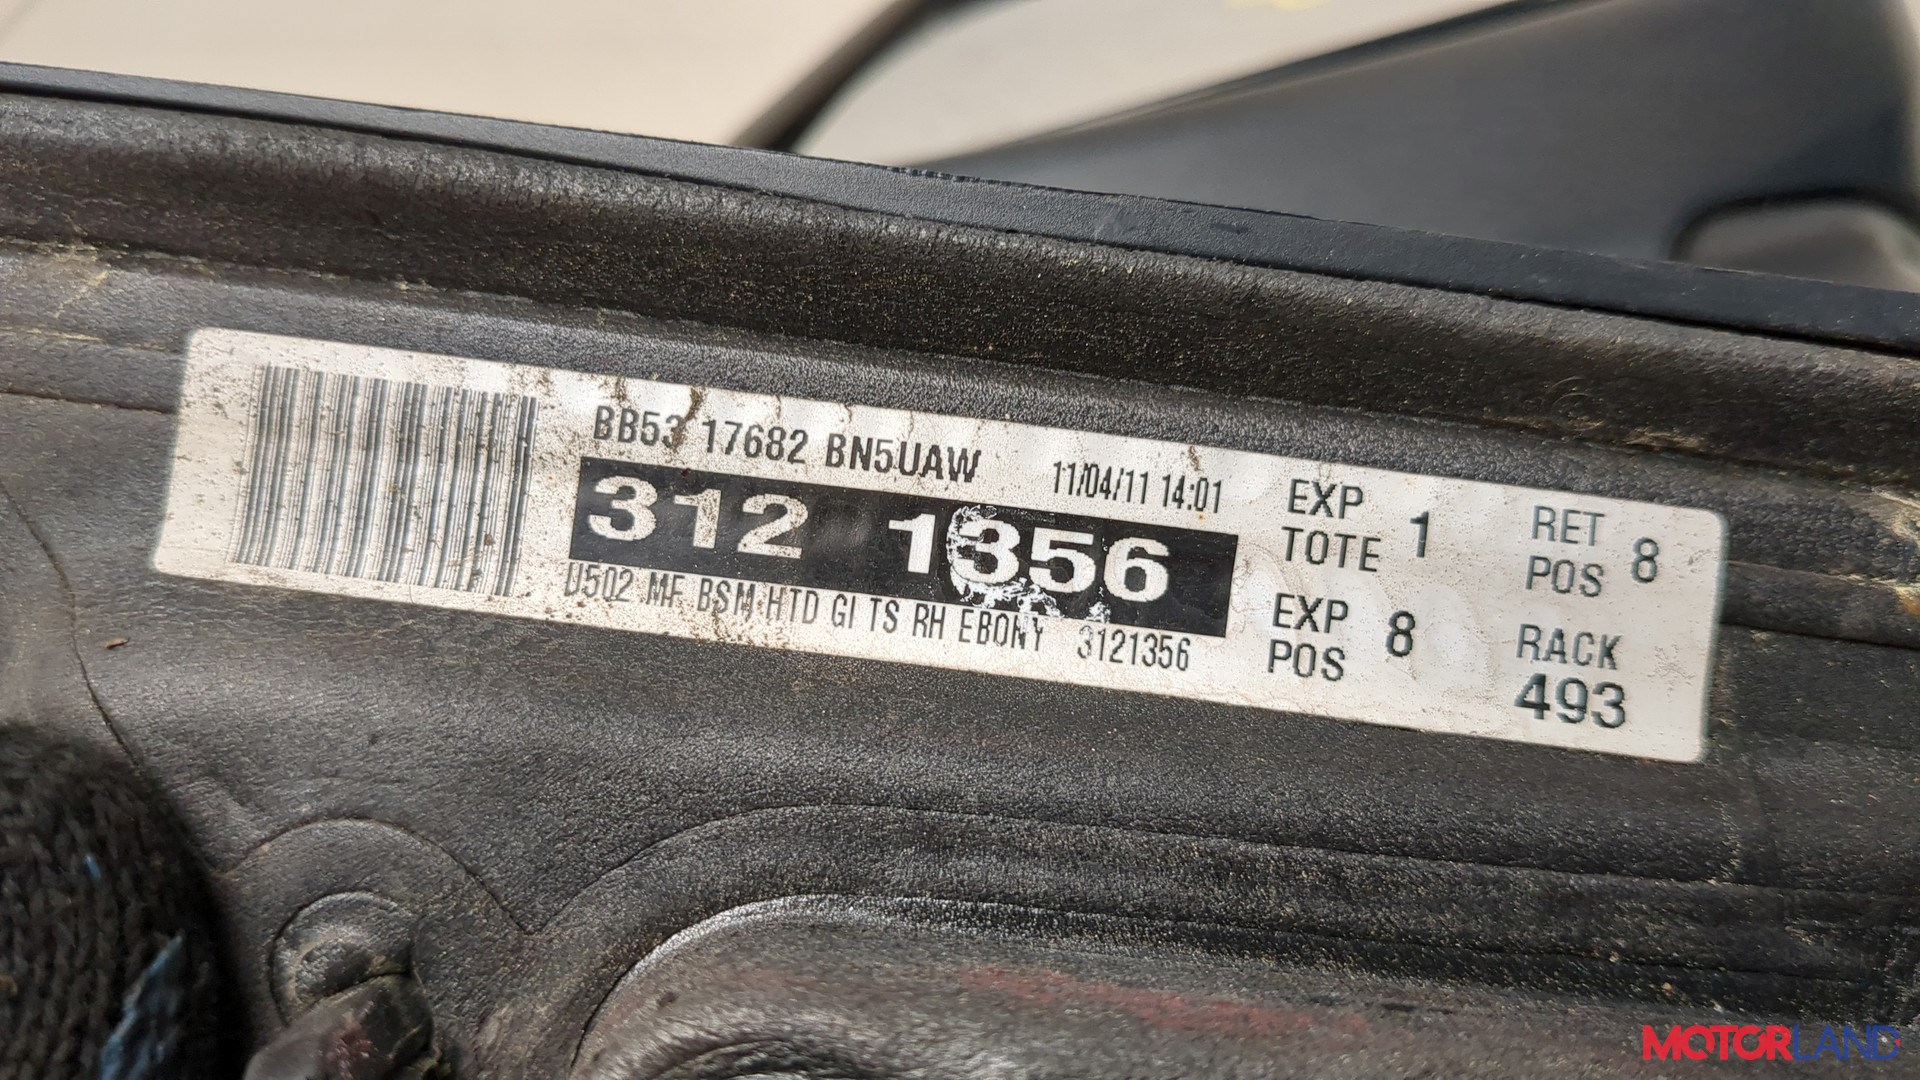 BB53 17682 BN5UAW 11/04/11 14:01
312 1356
U502 MF BSM HTD GI TS RH EBONY 3121356
EXP TOTE 1
EXP POS 8
RET POS 8
RACK
493
MOTORLAND